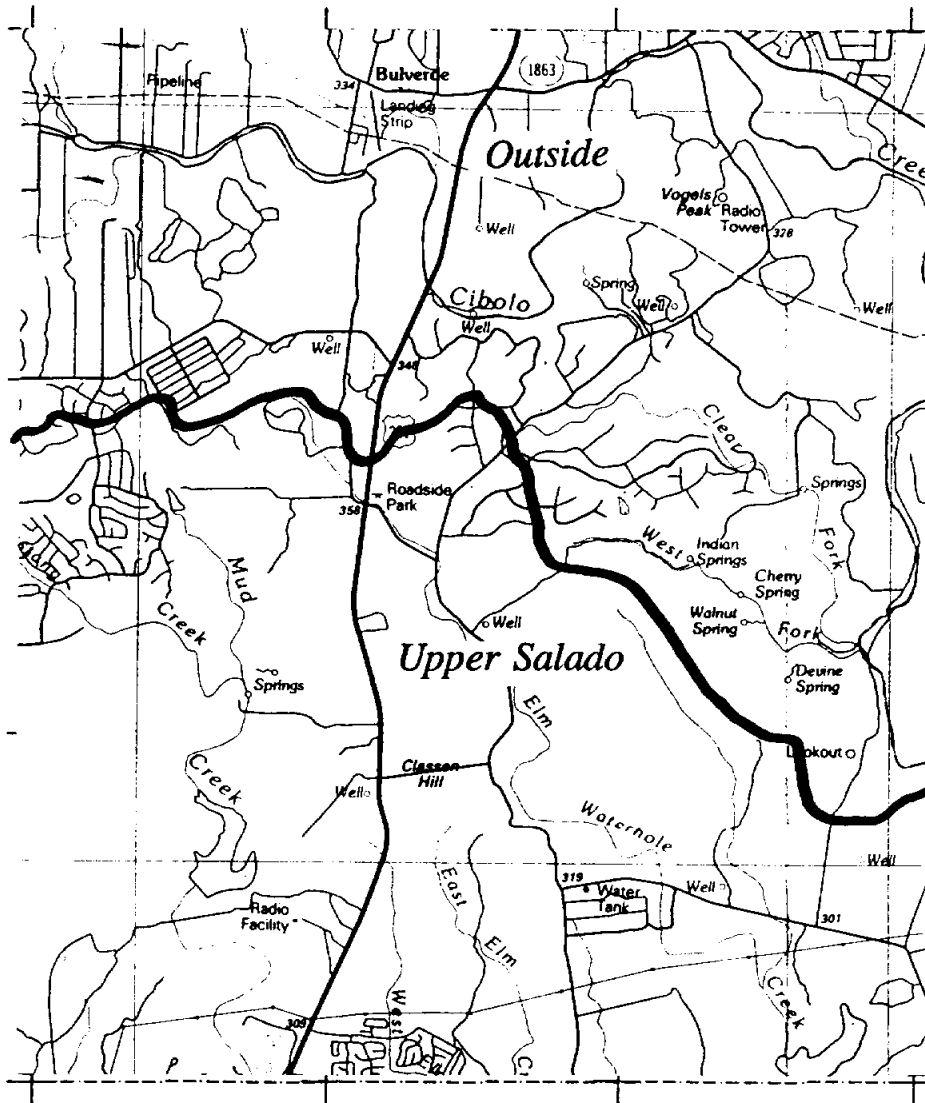 1863
Pipeline
334
Bulverde
Landing
Strip
Outside
Cree
Vogels
Peak
Radio
Tower
328
Well
Spring
Well
Well
Cibolo
Well
Well
348
Clear
Fork
Springs
Roadside
Park
358
West
Fork
Indian
Springs
Cherry
Spring
Walnut
Spring
Devine
Spring
Mud
Creek
Creek
Well
Upper Salado
Springs
Elm
Lookout
Classen
Hill
Well
Waterhole
Creek
Well
319
Water
Tank
Well
301
East
Elm
Radio
Facility
West
309
P
C